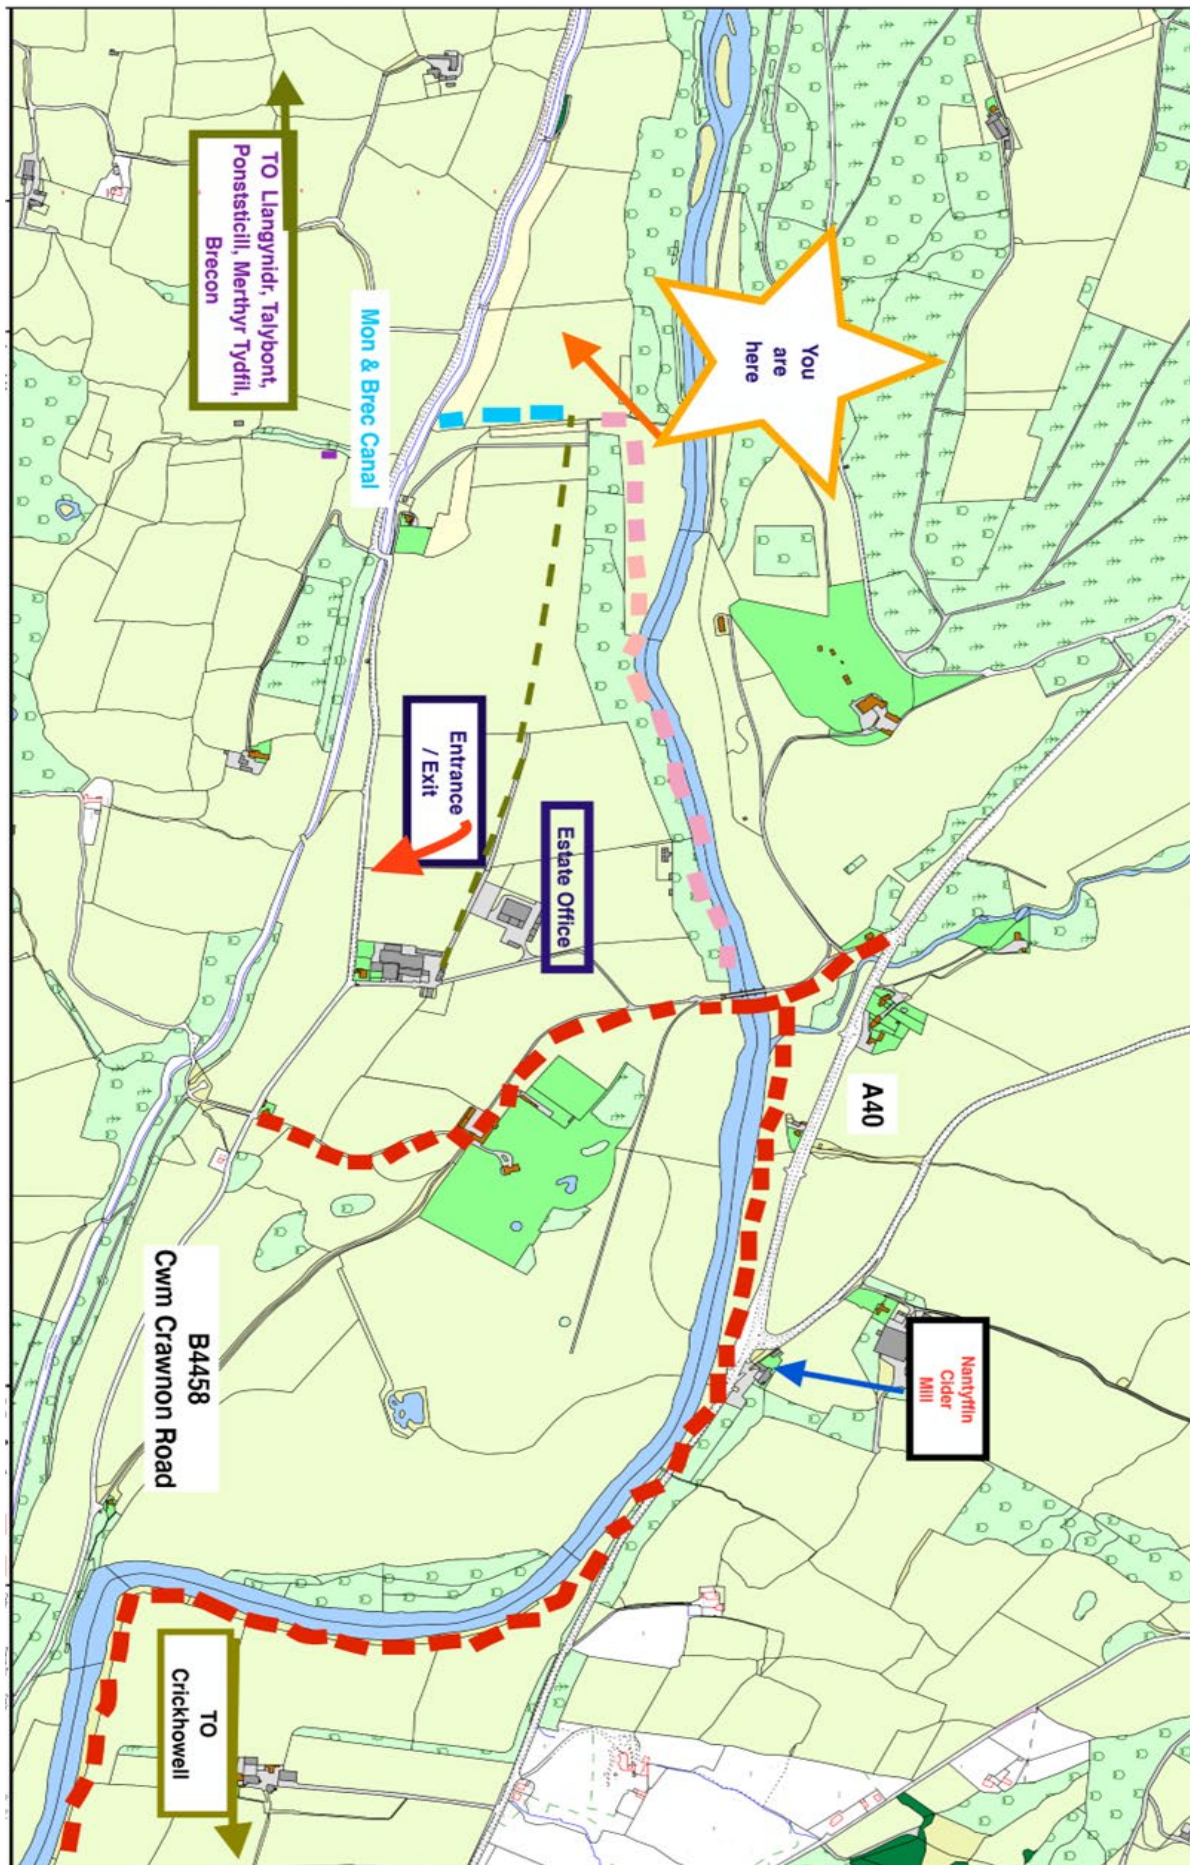 You
are
here
TO Llangynidr, Talybont,
Ponststicill, Merthyr Tydfil,
Brecon
Mon & Brec Canal
Entrance
/ Exit
Estate Office
A40
Nantyffin
Cider
Mill
B4458
Cwm Crawnon Road
TO
Crickhowell